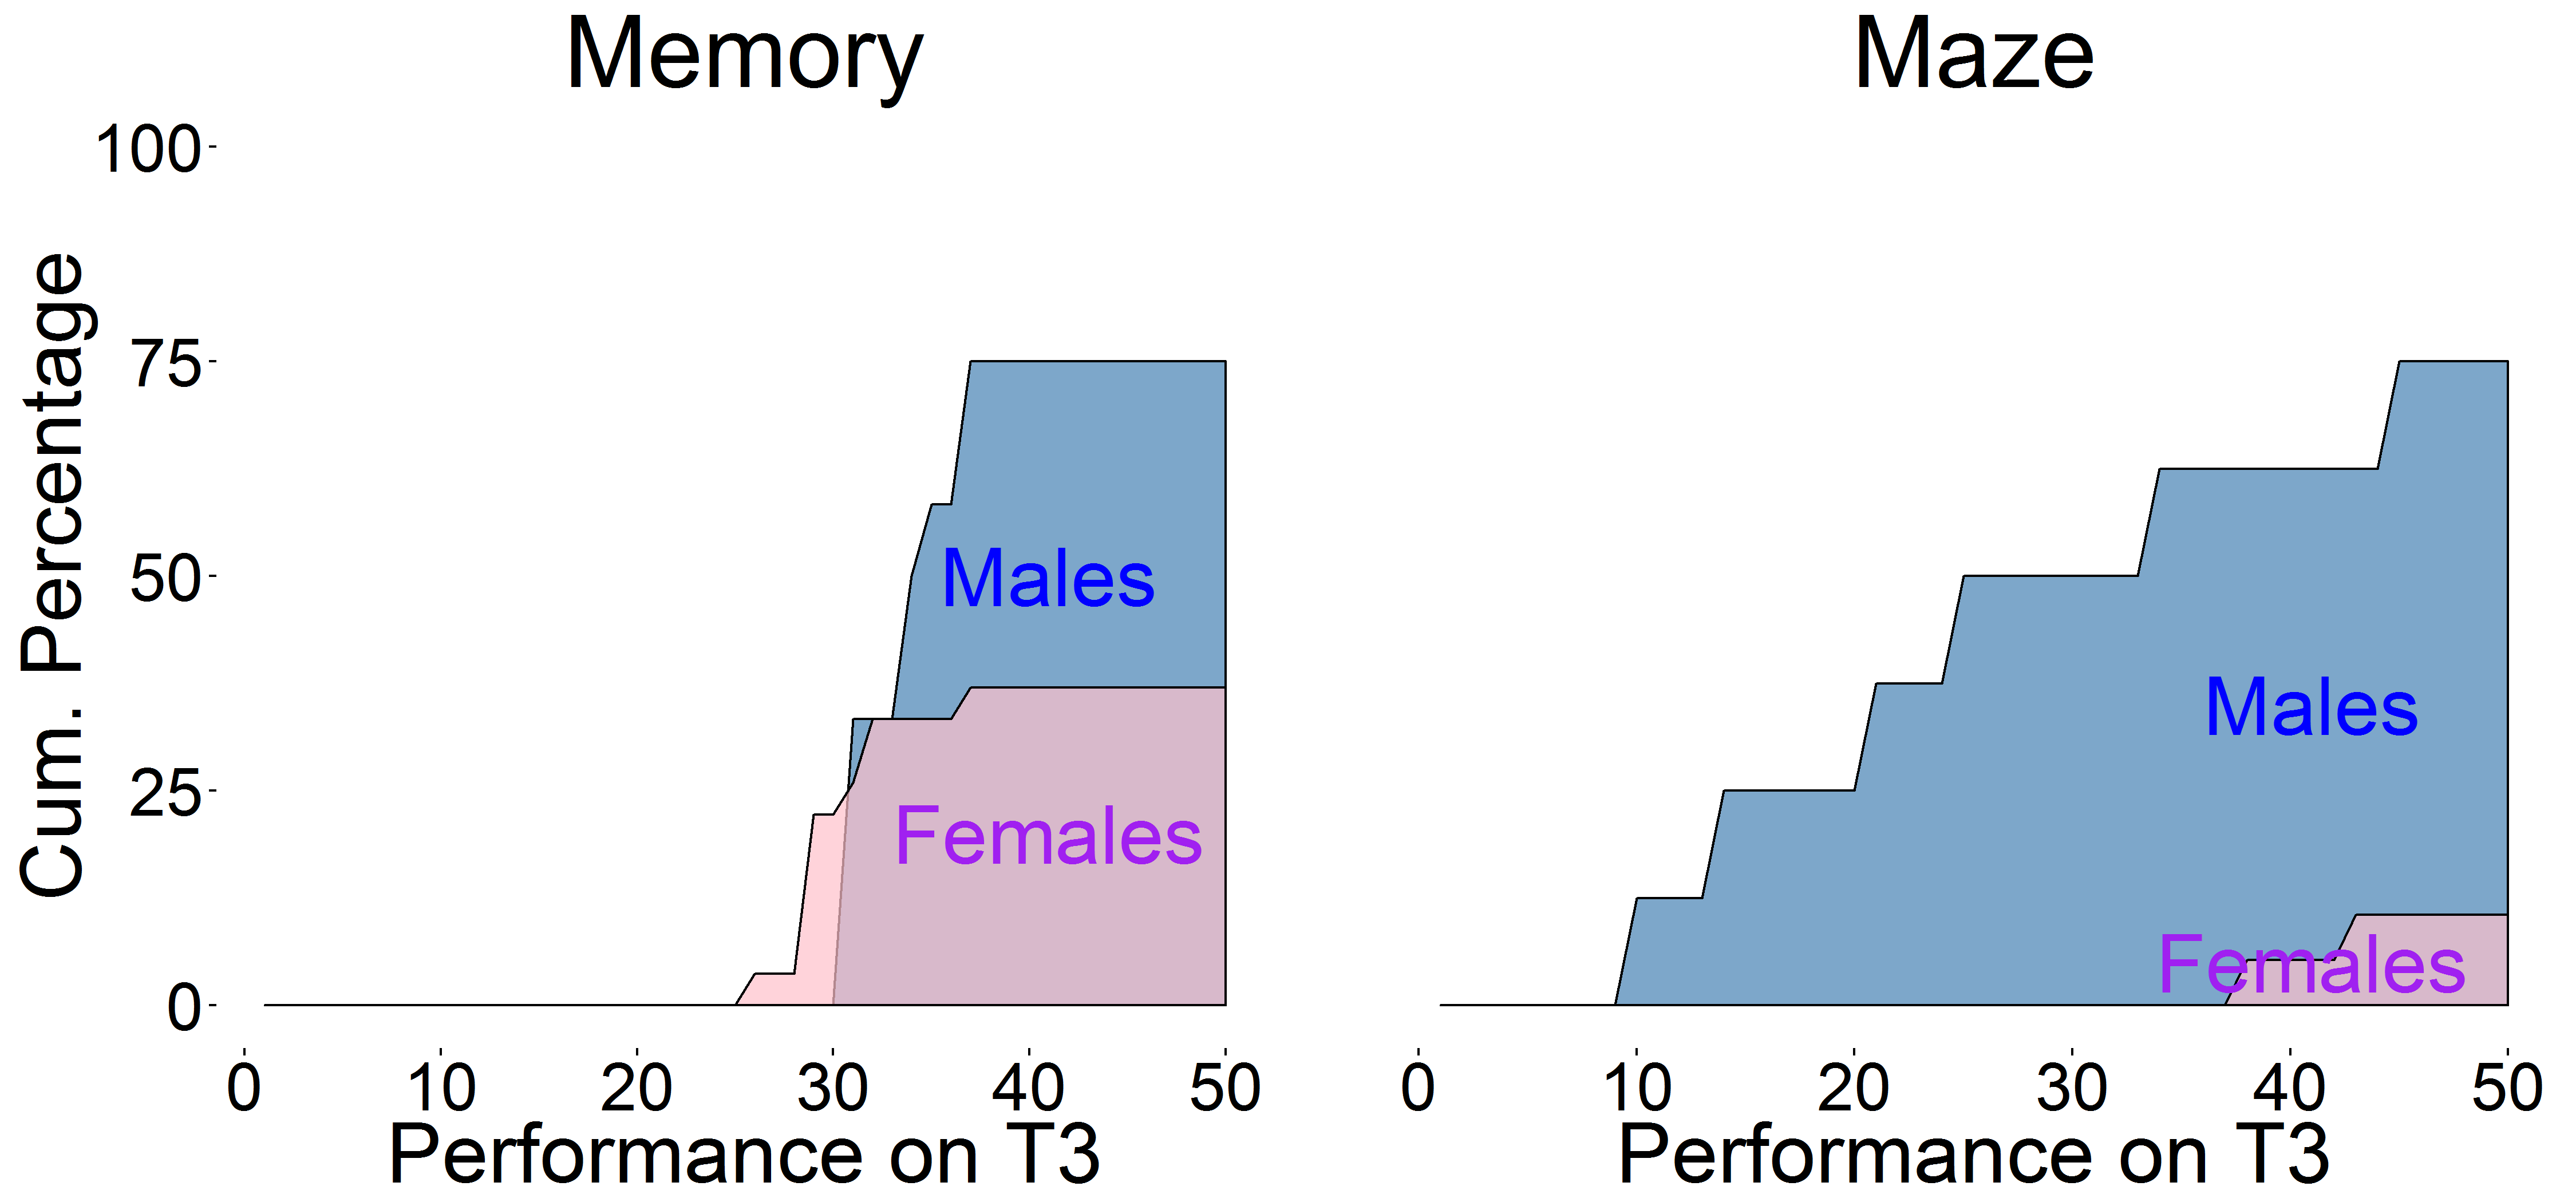 Memory
Maze
Cum. Percentage
100
75
50
25
0
Males
Females
0 10 20 30 40 50
Performance on T3
Males
Females
0 10 20 30 40 50
Performance on T3